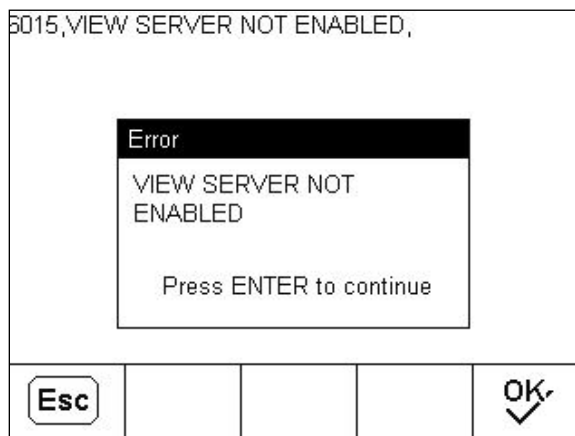 6015,VIEW SERVER NOT ENABLED,
Error
VIEW SERVER NOT
ENABLED
Press ENTER to continue
Esc
OK